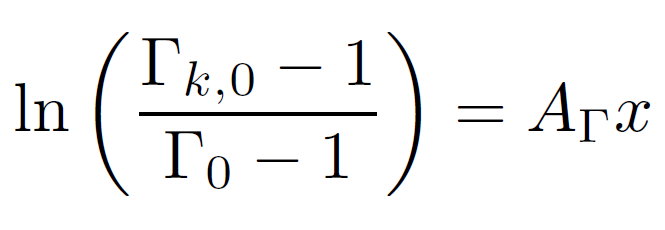 ln ( (Γ_{k,0} − 1) / (Γ_0 − 1) ) = A_Γ x